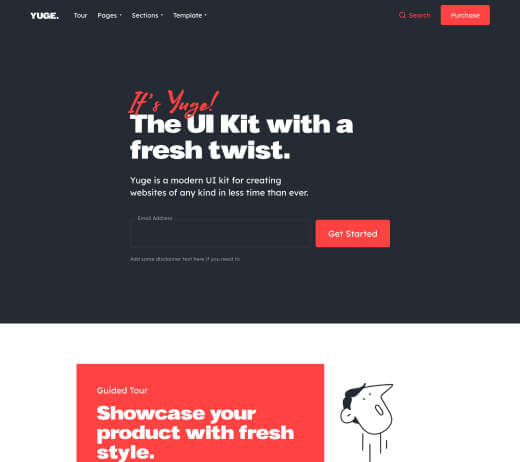 YUGE. Tour Pages Sections Template Search Purchase
It's Yuge!
The UI Kit with a
fresh twist.
Yuge is a modern UI kit for creating
websites of any kind in less time than ever.
Email Address
Get Started
Add some disclaimer text here if you need to
Guided Tour
Showcase your
product with fresh
style.